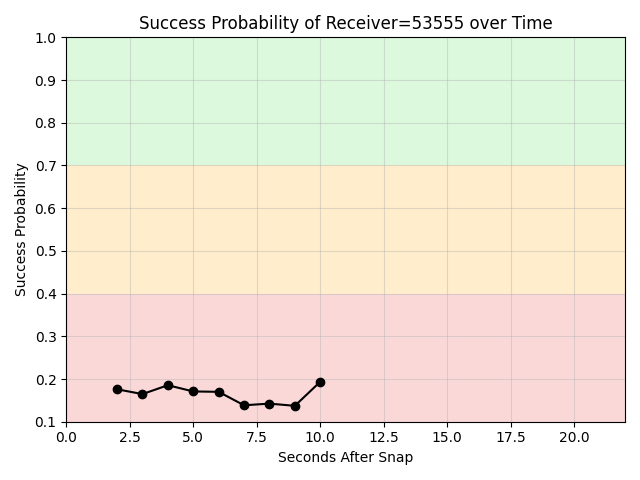 Success Probability of Receiver=53555 over Time
1.0
0.9
0.8
0.7
0.6
0.5
0.4
0.3
0.2
0.1
Success Probability
0.0 2.5 5.0 7.5 10.0 12.5 15.0 17.5 20.0
Seconds After Snap